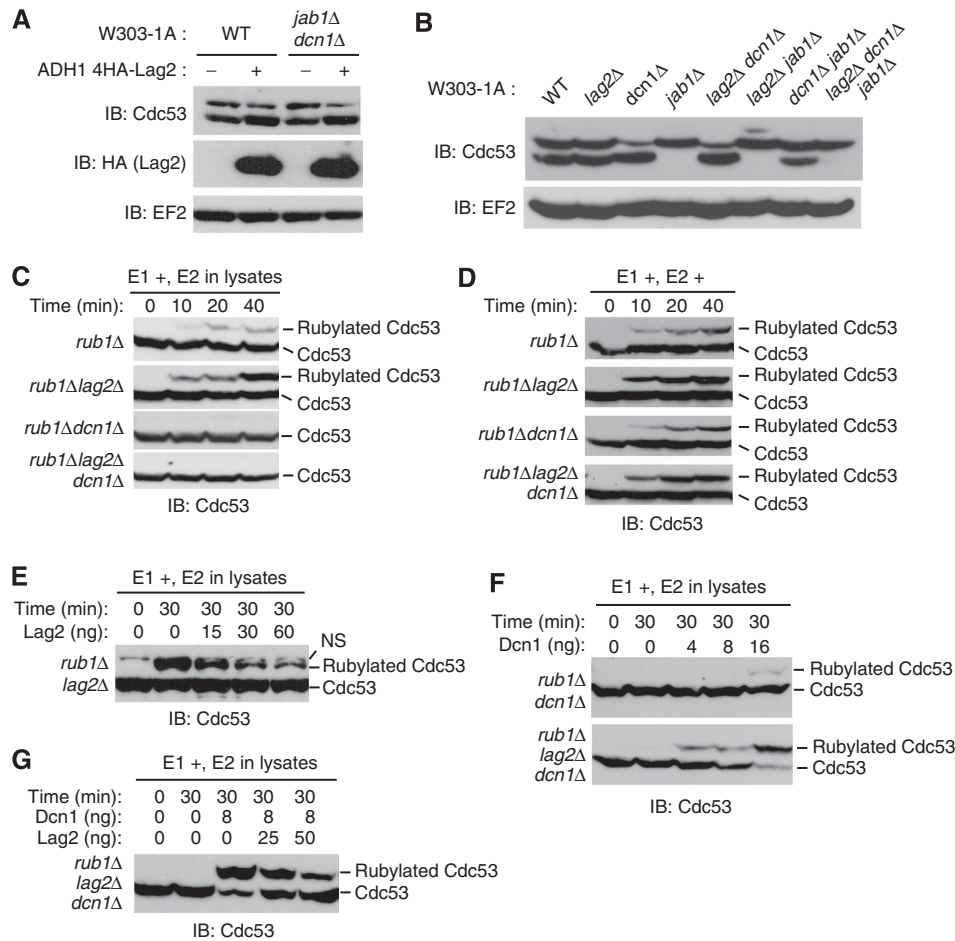 A
W303-1A :
WT
jab1Δ
dcn1Δ
ADH1 4HA-Lag2 :
– + – +
IB: Cdc53
IB: HA (Lag2)
IB: EF2
B
W303-1A :
WT
lag2Δ
dcn1Δ
jab1Δ
lag2Δ dcn1Δ
lag2Δ jab1Δ
dcn1Δ jab1Δ
lag2Δ dcn1Δ
jab1Δ
IB: Cdc53
IB: EF2
C
E1 +, E2 in lysates
Time (min): 0 10 20 40
rub1Δ
Rubylated Cdc53
Cdc53
rub1Δlag2Δ
Rubylated Cdc53
Cdc53
rub1Δdcn1Δ
Cdc53
rub1Δlag2Δ
dcn1Δ
Cdc53
IB: Cdc53
D
E1 +, E2 +
Time (min): 0 10 20 40
rub1Δ
Rubylated Cdc53
Cdc53
rub1Δlag2Δ
Rubylated Cdc53
Cdc53
rub1Δdcn1Δ
Rubylated Cdc53
Cdc53
rub1Δlag2Δ
dcn1Δ
Rubylated Cdc53
Cdc53
IB: Cdc53
E
E1 +, E2 in lysates
Time (min): 0 30 30 30 30
Lag2 (ng): 0 0 15 30 60
NS
rub1Δ
lag2Δ
Rubylated Cdc53
Cdc53
IB: Cdc53
F
E1 +, E2 in lysates
Time (min): 0 30 30 30 30
Dcn1 (ng): 0 0 4 8 16
rub1Δ
dcn1Δ
Rubylated Cdc53
Cdc53
rub1Δ
lag2Δ
dcn1Δ
Rubylated Cdc53
Cdc53
IB: Cdc53
G
E1 +, E2 in lysates
Time (min): 0 30 30 30 30
Dcn1 (ng): 0 0 8 8 8
Lag2 (ng): 0 0 0 25 50
rub1Δ
lag2Δ
dcn1Δ
Rubylated Cdc53
Cdc53
IB: Cdc53